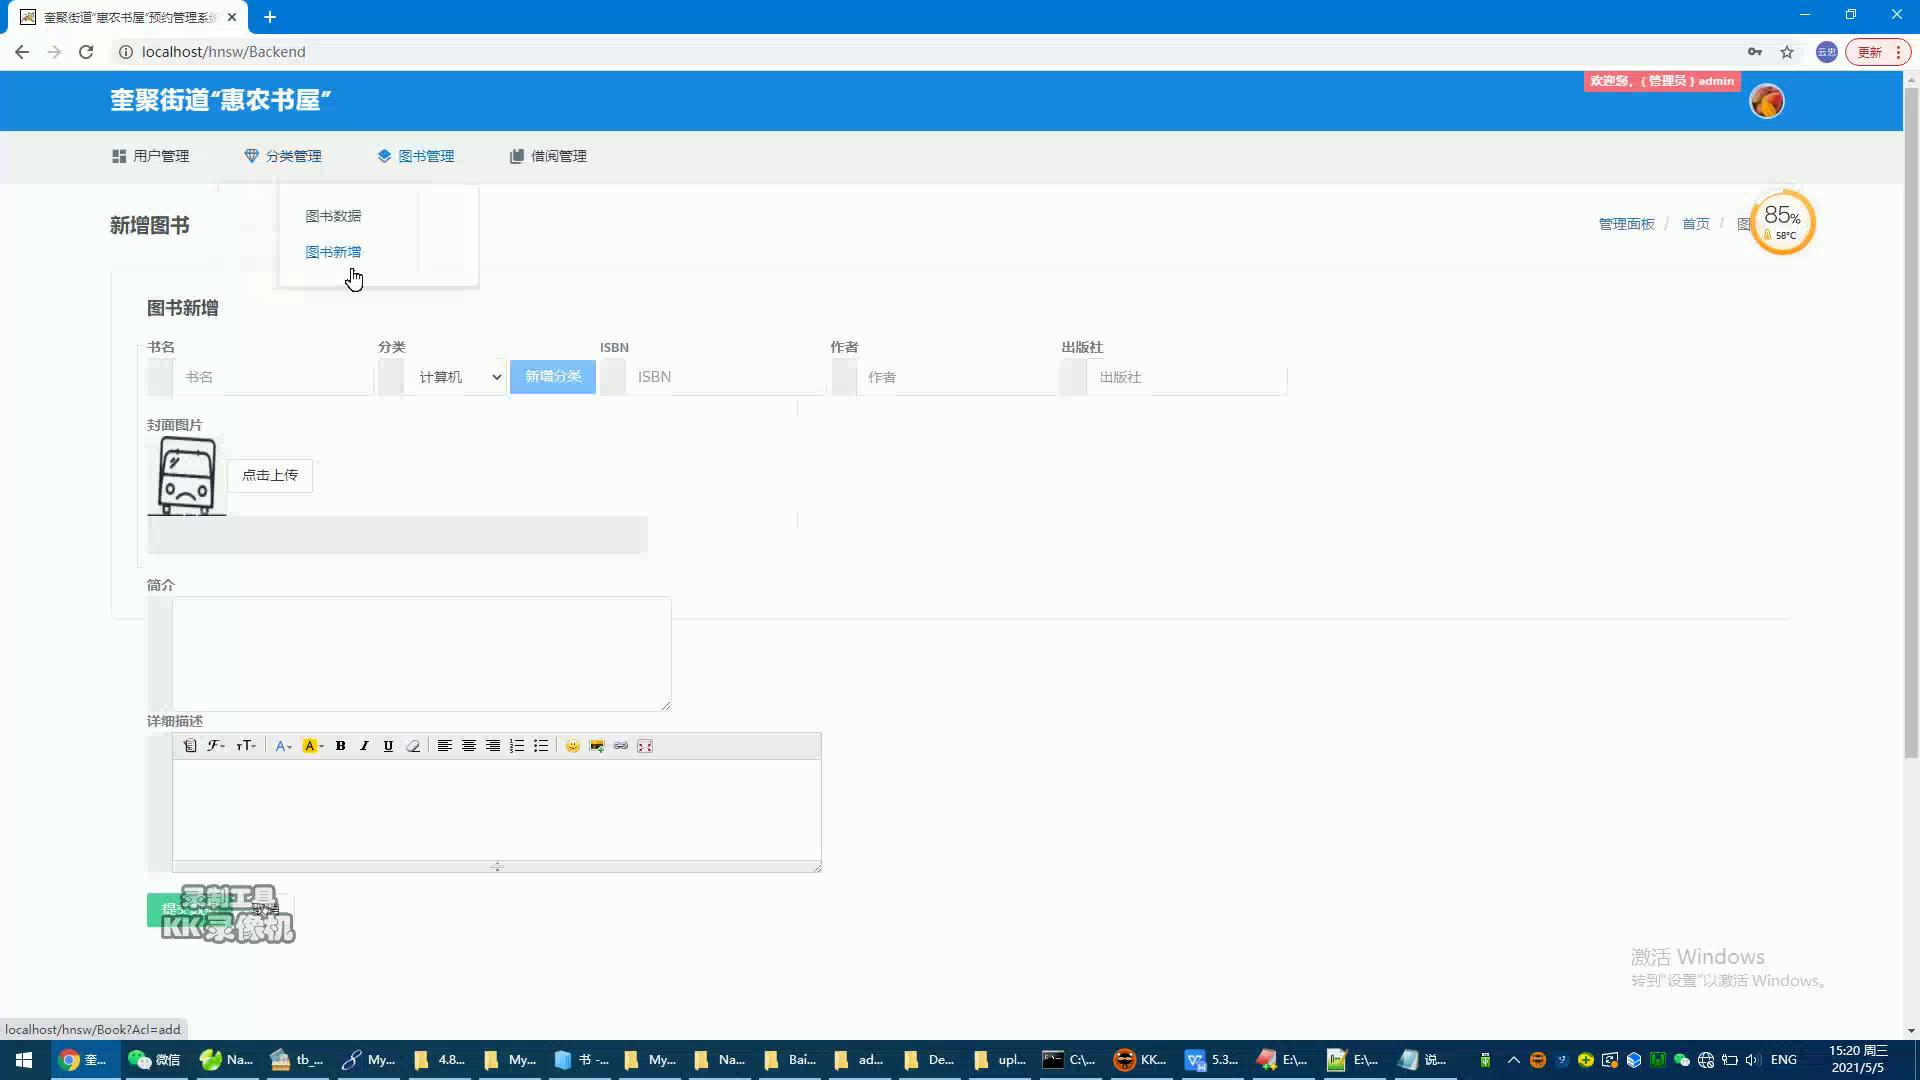 奎聚街道"惠农书屋"预约管理系统
localhost/hnsw/Backend
云忠
更新
奎聚街道"惠农书屋"
欢迎您，{ 管理员 } admin
用户管理
分类管理
图书管理
借阅管理
图书数据
图书新增
新增图书
管理面板 / 首页 / 图
85%
58°C
图书新增
书名
分类
ISBN
作者
出版社
书名
计算机
新增分类
ISBN
作者
出版社
封面图片
点击上传
简介
详细描述
提交
取消
录制工具
KK录像机
激活 Windows
转到"设置"以激活 Windows。
localhost/hnsw/Book?Acl=add
奎...
微信
Na...
tb_...
My...
4.8...
My...
书 -...
My...
Na...
Bai...
ad...
De...
upl...
C:\...
KK...
5.3...
E:\...
E:\...
说...
ENG
15:20 周三
2021/5/5